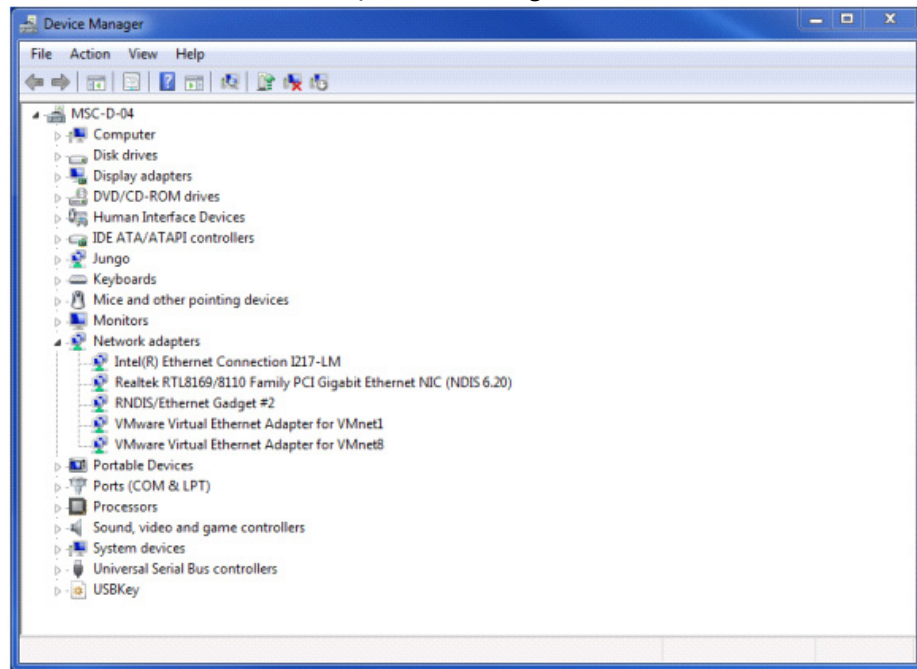 Device Manager
File Action View Help
MSC-D-04
Computer
Disk drives
Display adapters
DVD/CD-ROM drives
Human Interface Devices
IDE ATA/ATAPI controllers
Jungo
Keyboards
Mice and other pointing devices
Monitors
Network adapters
Intel(R) Ethernet Connection I217-LM
Realtek RTL8169/8110 Family PCI Gigabit Ethernet NIC (NDIS 6.20)
RNDIS/Ethernet Gadget #2
VMware Virtual Ethernet Adapter for VMnet1
VMware Virtual Ethernet Adapter for VMnet8
Portable Devices
Ports (COM & LPT)
Processors
Sound, video and game controllers
System devices
Universal Serial Bus controllers
USBKey